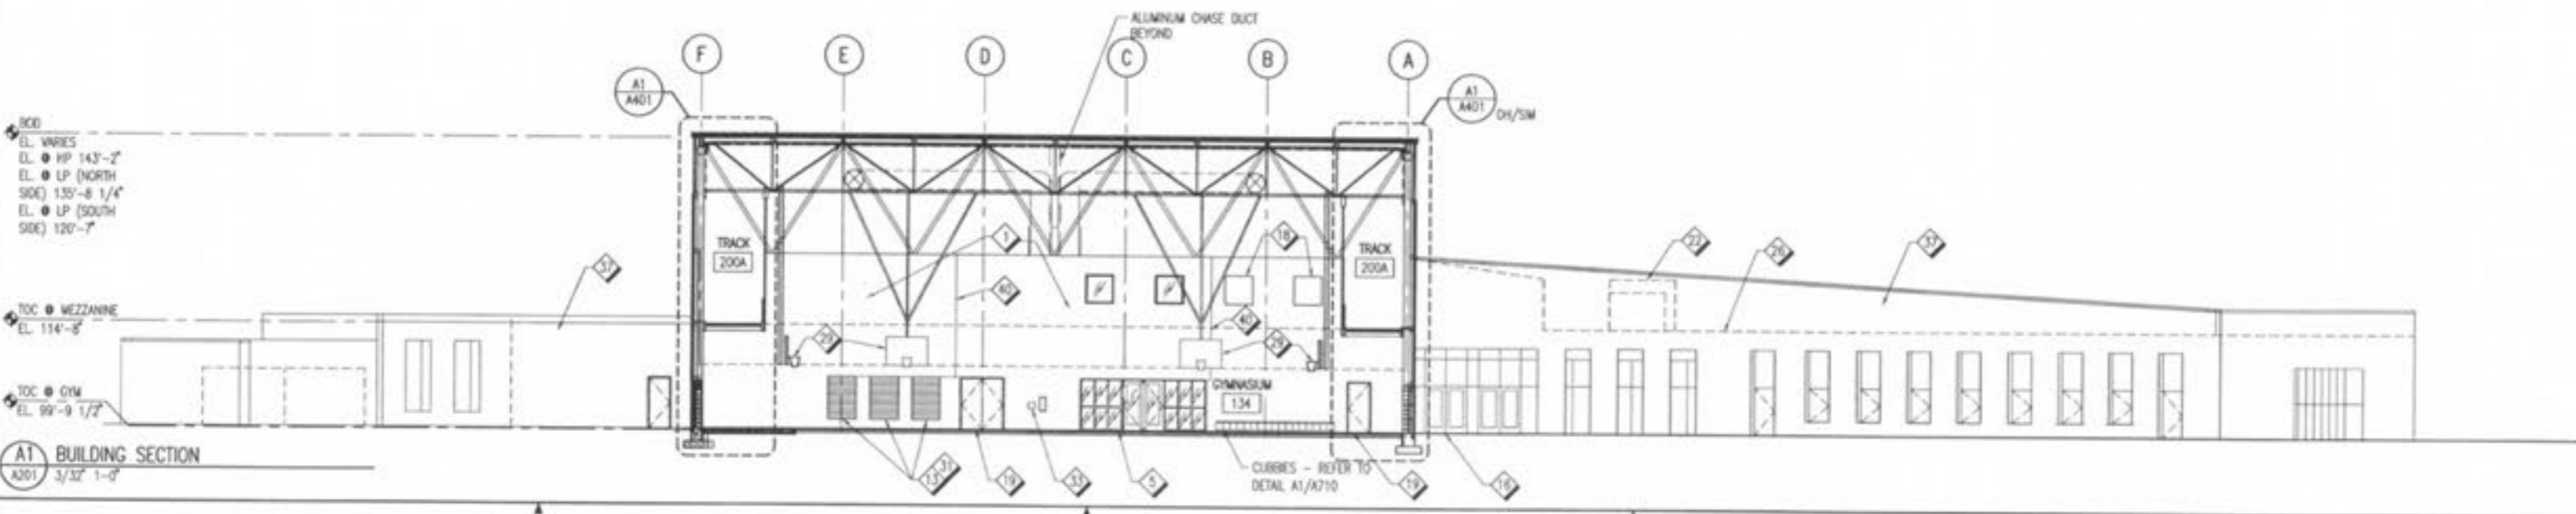 ALUMINUM CHASE DUCT
BEYOND
F
E
D
C
B
A
A1
A401
A1
A401
OH/SIM
BOD
EL. VARIES
EL. @ HP 143'-2"
EL. @ LP (NORTH
SIDE) 135'-8 1/4"
EL. @ LP (SOUTH
SIDE) 120'-7"
TRACK
200A
TRACK
200A
1
18
22
26
37
37
40
40
TOC @ MEZZANINE
EL. 114'-8"
29
29
TOC @ GYM
EL. 99'-9 1/2"
GYMNASIUM
134
A1
A201
BUILDING SECTION
3/32" 1-0"
13
31
19
33
5
CUBBIES - REFER TO
DETAIL A1/A710
19
16